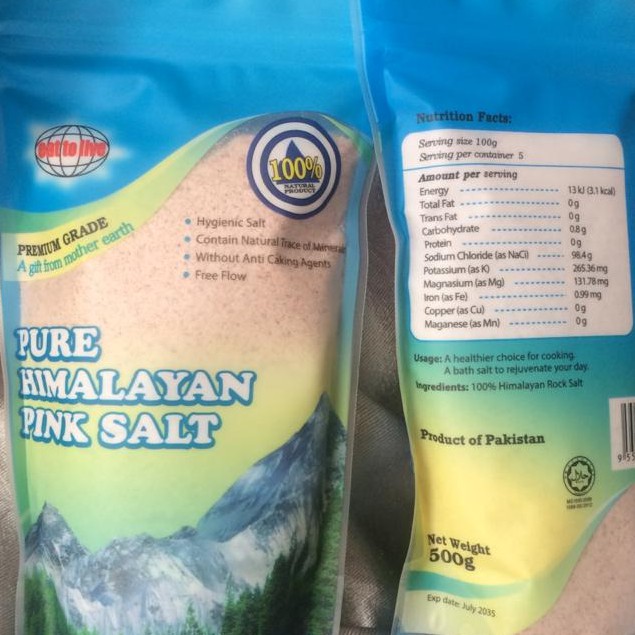 eat to live
100%
NATURAL
PRODUCT
PREMIUM GRADE
A gift from mother earth
• Hygienic Salt
• Contain Natural Trace of Minerals
• Without Anti Caking Agents
• Free Flow
PURE
HIMALAYAN
PINK SALT
Nutrition Facts:
Serving size 100g
Serving per container 5
Amount per serving
Energy 13 kJ (3.1 kcal)
Total Fat 0 g
Trans Fat 0 g
Carbohydrate 0.8 g
Protein 0 g
Sodium Chloride (as NaCl) 98.4 g
Potassium (as K) 265.36 mg
Magnasium (as Mg) 131.78 mg
Iron (as Fe) 0.99 mg
Copper (as Cu) 0 g
Maganese (as Mn) 0 g
Usage: A healthier choice for cooking.
A bath salt to rejuvenate your day.
Ingredients: 100% Himalayan Rock Salt
Product of Pakistan
9 55
Net Weight
500g
Exp date: July 2035